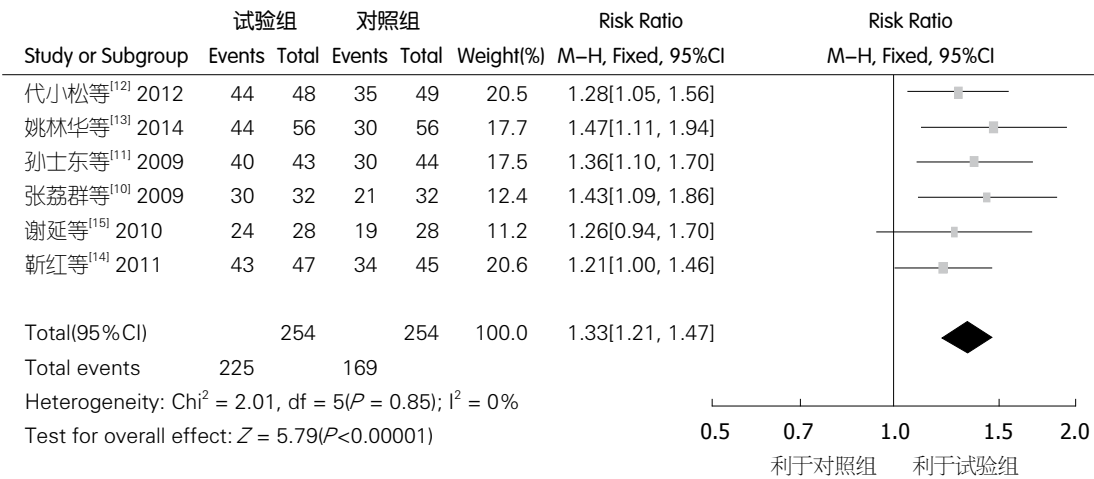 试验组 对照组 Risk Ratio Risk Ratio
Study or Subgroup Events Total Events Total Weight(%) M–H, Fixed, 95%CI M–H, Fixed, 95%CI
代小松等[12] 2012 44 48 35 49 20.5 1.28[1.05, 1.56]
姚林华等[13] 2014 44 56 30 56 17.7 1.47[1.11, 1.94]
孙士东等[11] 2009 40 43 30 44 17.5 1.36[1.10, 1.70]
张荔群等[10] 2009 30 32 21 32 12.4 1.43[1.09, 1.86]
谢延等[15] 2010 24 28 19 28 11.2 1.26[0.94, 1.70]
靳红等[14] 2011 43 47 34 45 20.6 1.21[1.00, 1.46]
Total(95%CI) 254 254 100.0 1.33[1.21, 1.47]
Total events 225 169
Heterogeneity: Chi² = 2.01, df = 5(P = 0.85); I² = 0%
Test for overall effect: Z = 5.79(P<0.00001)
0.5 0.7 1.0 1.5 2.0
利于对照组 利于试验组